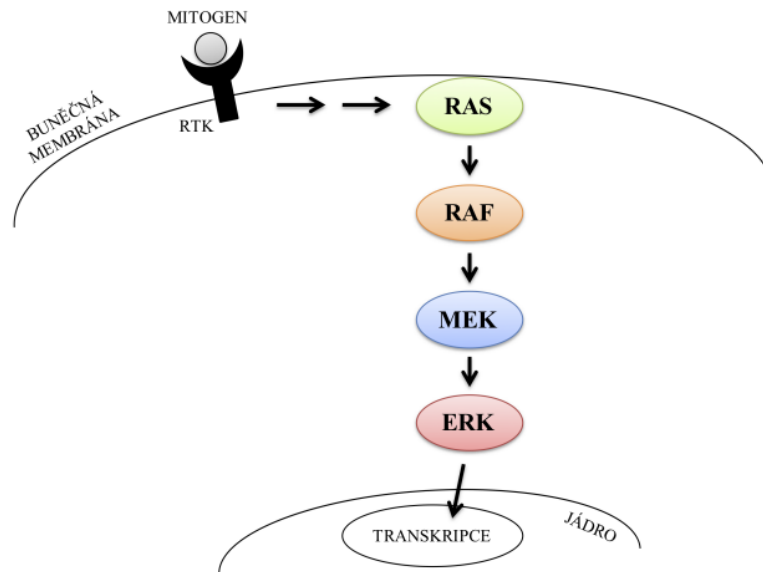 MITOGEN
BUNĚČNÁ
MEMBRÁNA
RTK
RAS
RAF
MEK
ERK
TRANSKRIPCE
JÁDRO